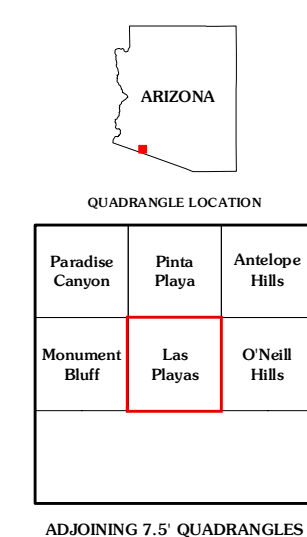 ARIZONA
QUADRANGLE LOCATION
Paradise
Canyon
Pinta
Playa
Antelope
Hills
Monument
Bluff
Las
Playas
O'Neill
Hills
ADJOINING 7.5' QUADRANGLES